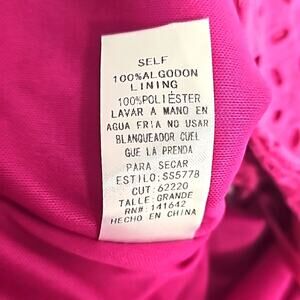 SELF
100%ALGODON
LINING
100%POLIÉSTER
LAVAR A MANO EN
AGUA FRIA NO USAR
BLANQUEADOR CUEL
GUE LA PRENDA
PARA SECAR
ESTILO:SS5778
CUT:62220
TALLE:GRANDE
RN# 141642
HECHO EN CHINA